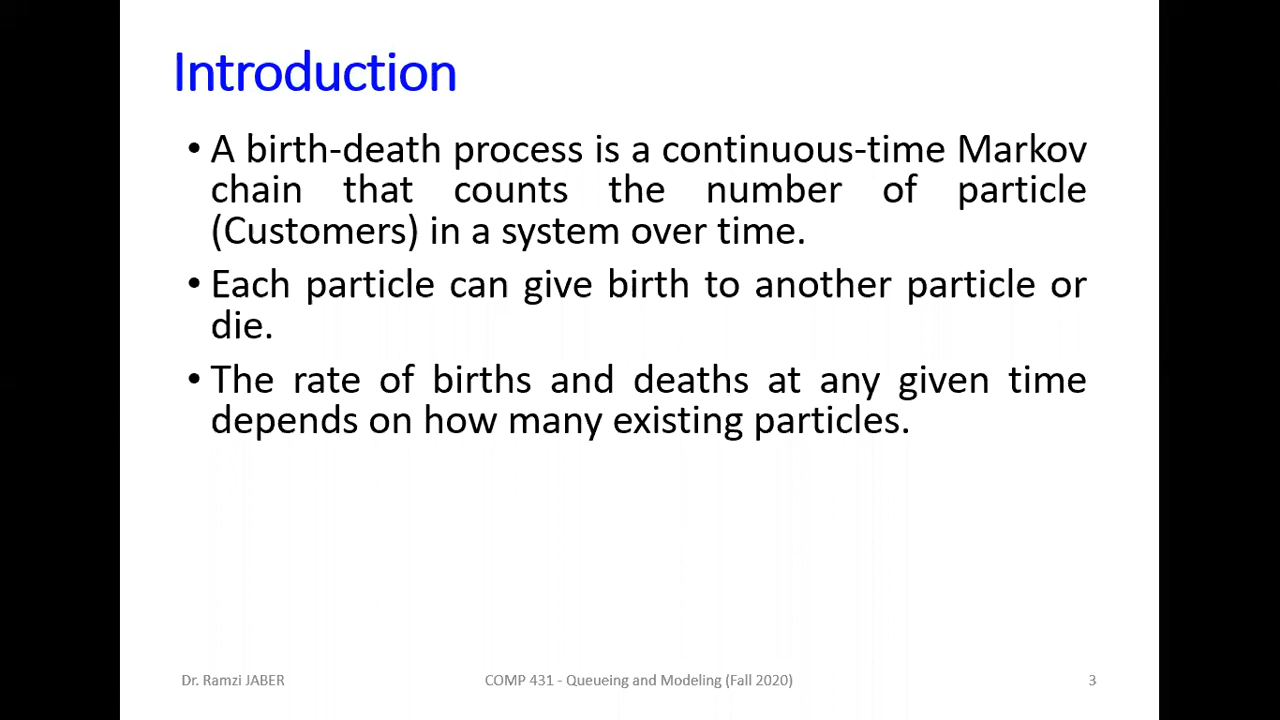 Introduction
• A birth-death process is a continuous-time Markov
chain that counts the number of particle
(Customers) in a system over time.
• Each particle can give birth to another particle or
die.
• The rate of births and deaths at any given time
depends on how many existing particles.
Dr. Ramzi JABER
COMP 431 - Queueing and Modeling (Fall 2020)
3